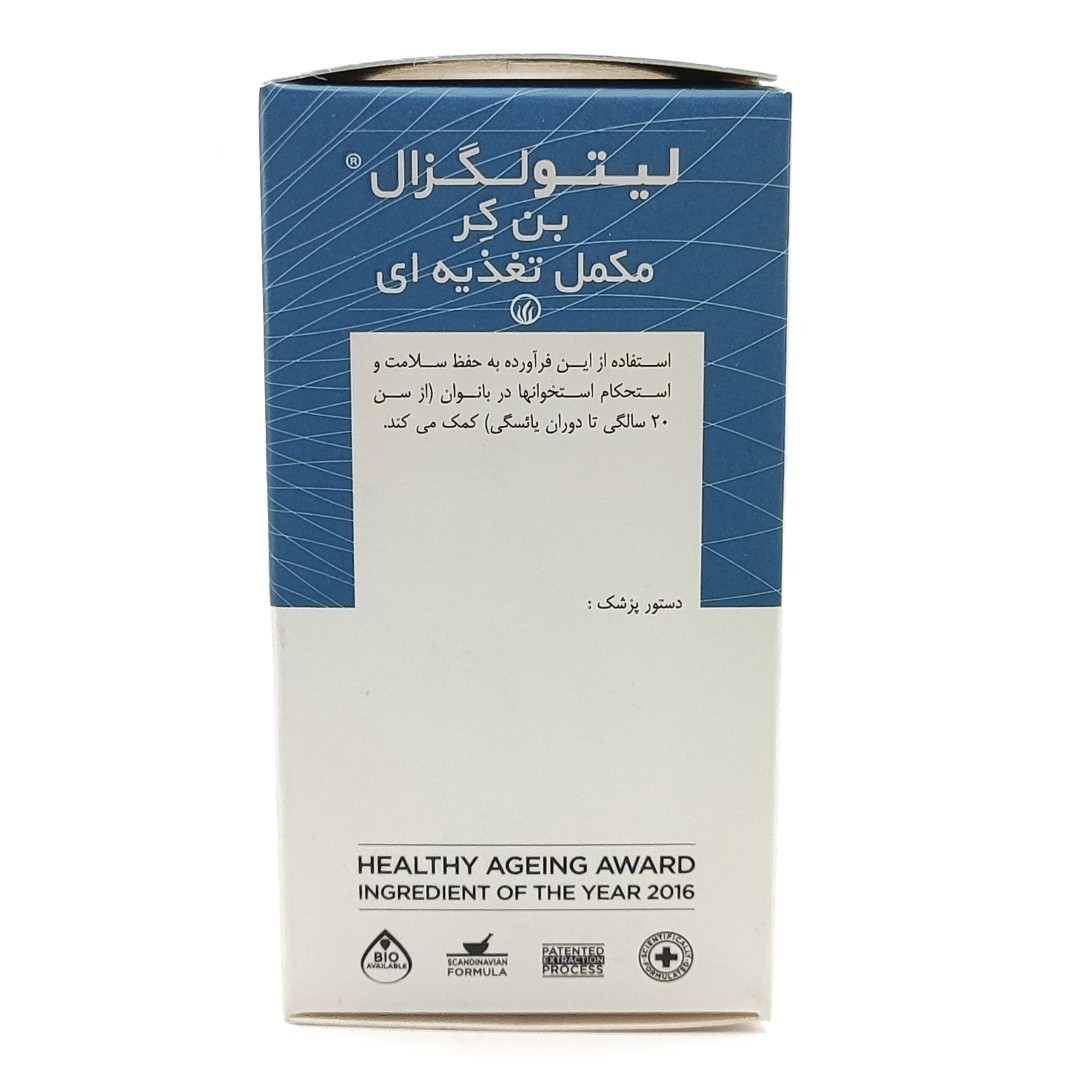 لیتولگزال ®
بن کِر
مکمل تغذیه ای
استفاده از این فرآورده به حفظ سلامت و
استحکام استخوانها در بانوان (از سن
۲۰ سالگی تا دوران یائسگی) کمک می کند.
دستور پزشک :
HEALTHY AGEING AWARD
INGREDIENT OF THE YEAR 2016
BIO
AVAILABLE
SCANDINAVIAN
FORMULA
PATENTED
EXTRACTION
PROCESS
SCIENTIFICALLY
FORMULATED